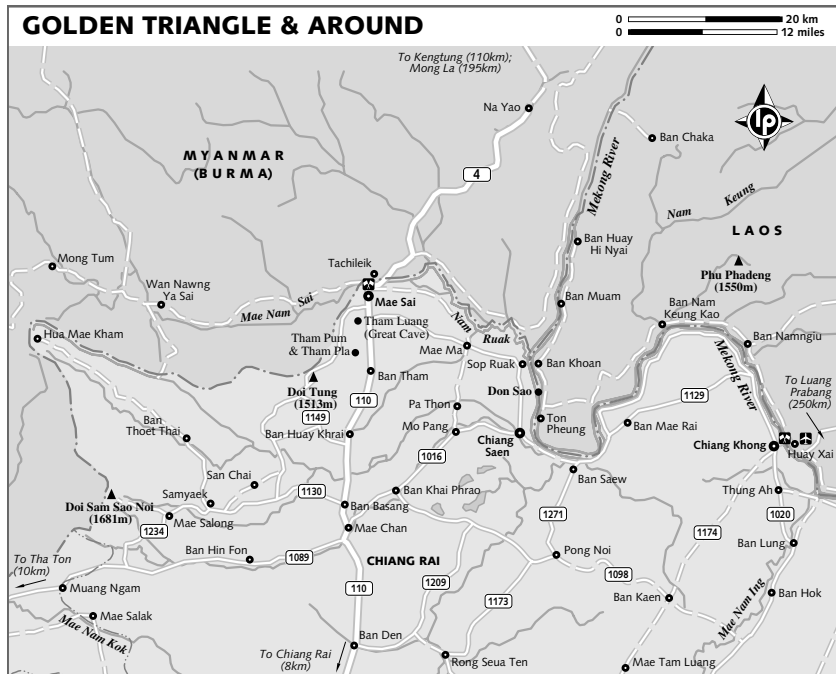 GOLDEN TRIANGLE & AROUND
0 20 km
0 12 miles
To Kengtung (110km);
Mong La (195km)
Na Yao
lp
Ban Chaka
MYANMAR
(BURMA)
4
Mekong River
Nam Keung
LAOS
Ban Huay
Hi Nyai
Mong Tum
Tachileik
Phu Phadeng
(1550m)
Wan Nawng
Ya Sai
Mae Nam Sai
Mae Sai
Ban Muam
Ban Nam
Keung Kao
Hua Mae Kham
Tham Luang
(Great Cave)
Nam Ruak
Tham Pum
& Tham Pla
Mae Ma
Ban Namngiu
Mekong River
Sop Ruak
Ban Khoan
Ban Tham
Doi Tung
(1513m)
To Luang
Prabang
(250km)
Don Sao
110
1129
1149
Pa Thon
Ton
Pheung
Ban
Thoet Thai
Ban Huay Khrai
Mo Pang
Chiang
Saen
Ban Mae Rai
Chiang Khong
Huay Xai
1016
San Chai
Ban Saew
Doi Sam Sao Noi
(1681m)
Samyaek
1130
Ban Khai Phrao
Thung Ah
Mae Salong
Ban Basang
1271
1020
1234
Mae Chan
1174
Ban Hin Fon
1089
CHIANG RAI
Pong Noi
Ban Lung
To Tha Ton
(10km)
1098
Muang Ngam
110
1209
Mae Nam Ing
1173
Ban Kaen
Ban Hok
Mae Salak
Mae Nam Kok
Ban Den
To Chiang Rai
(8km)
Rong Seua Ten
Mae Tam Luang